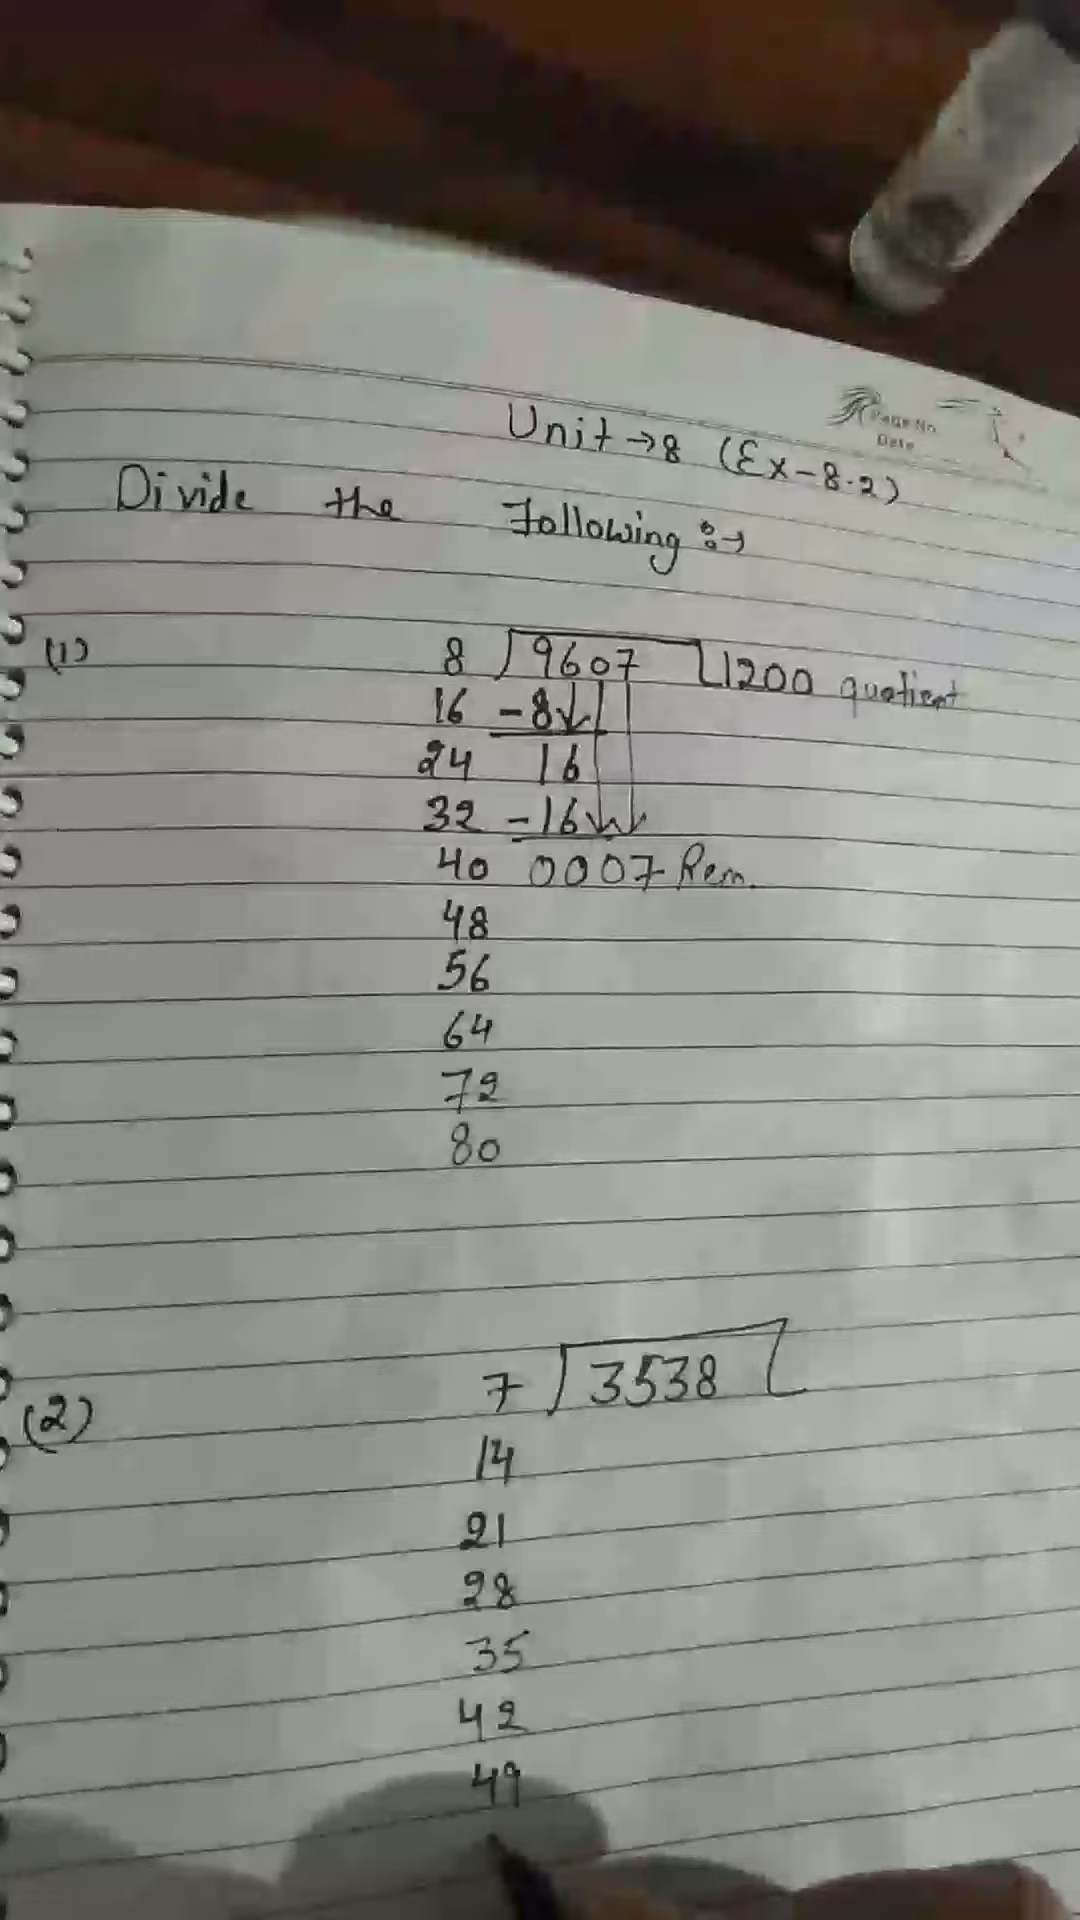 Page No.
Date
Unit → 8 (Ex-8.2)
Divide the Following :→
(1) 8 ) 9607 ( 1200 quotient
16 -8↓
24 16
32 -16↓↓
40 0007 Rem.
48
56
64
72
80
(2) 7 ) 3538 (
14
21
28
35
42
49